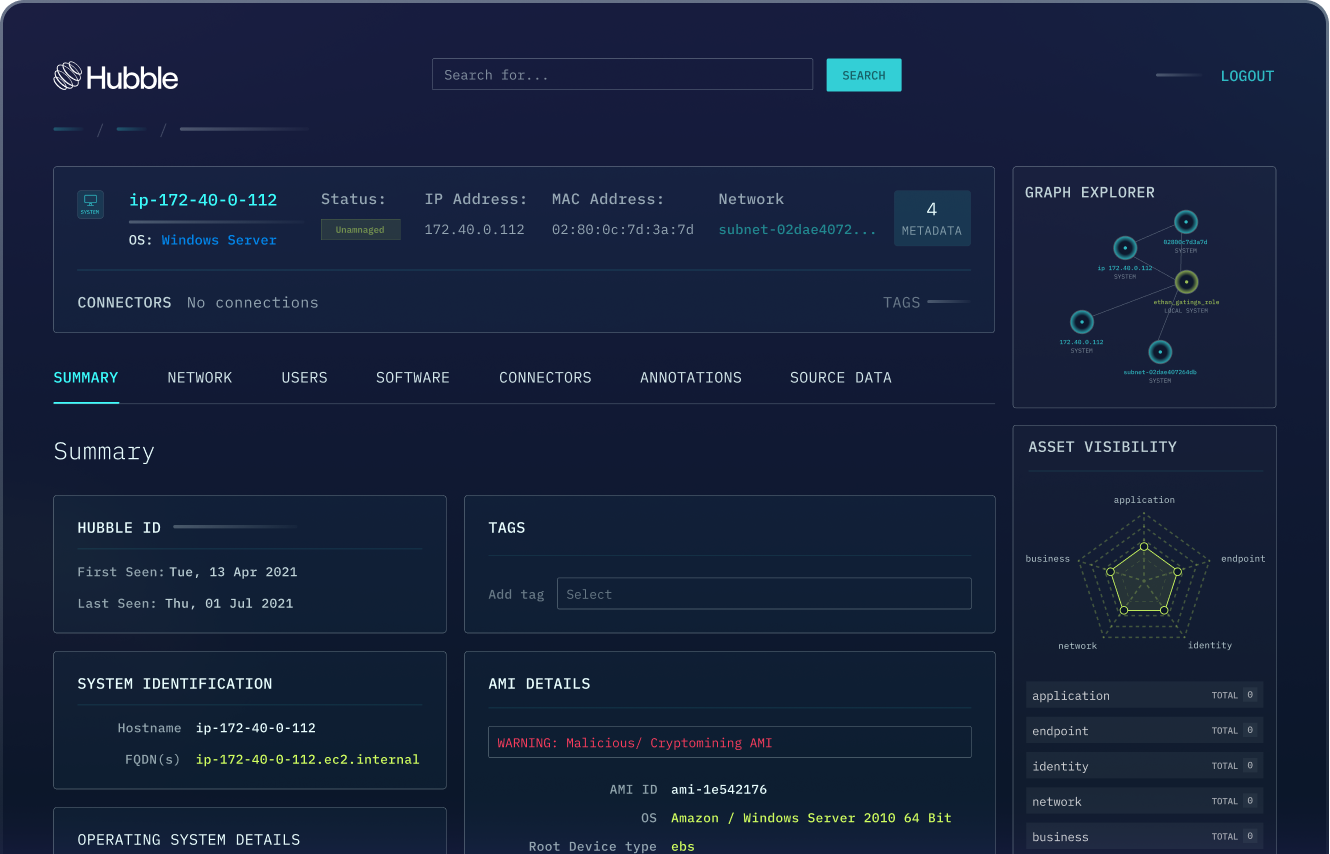 Hubble
Search for...
SEARCH
LOGOUT
/ /
SYSTEM
ip-172-40-0-112
OS: Windows Server
Status:
Unamnaged
IP Address:
172.40.0.112
MAC Address:
02:80:0c:7d:3a:7d
Network
subnet-02dae4072...
4
METADATA
CONNECTORS No connections
TAGS
SUMMARY NETWORK USERS SOFTWARE CONNECTORS ANNOTATIONS SOURCE DATA
Summary
HUBBLE ID
First Seen: Tue, 13 Apr 2021
Last Seen: Thu, 01 Jul 2021
TAGS
Add tag Select
SYSTEM IDENTIFICATION
Hostname ip-172-40-0-112
FQDN(s) ip-172-40-0-112.ec2.internal
OPERATING SYSTEM DETAILS
AMI DETAILS
WARNING: Malicious/ Cryptomining AMI
AMI ID ami-1e542176
OS Amazon / Windows Server 2010 64 Bit
Root Device type ebs
GRAPH EXPLORER
02800c7d3a7d
SYSTEM
ip 172.40.0.112
SYSTEM
ethan_gatings_role
LOCAL SYSTEM
172.40.0.112
SYSTEM
subnet-02dae407264db
SYSTEM
ASSET VISIBILITY
application
business
endpoint
network
identity
application TOTAL 0
endpoint TOTAL 0
identity TOTAL 0
network TOTAL 0
business TOTAL 0